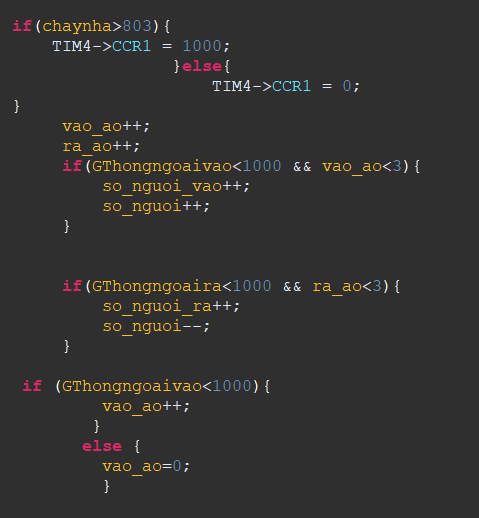 if(chaynha>803){
TIM4->CCR1 = 1000;
}else{
TIM4->CCR1 = 0;
}
vao_ao++;
ra_ao++;
if(GThongngoaivao<1000 && vao_ao<3){
so_nguoi_vao++;
so_nguoi++;
}
if(GThongngoaira<1000 && ra_ao<3){
so_nguoi_ra++;
so_nguoi--;
}
if (GThongngoaivao<1000){
vao_ao++;
}
else {
vao_ao=0;
}